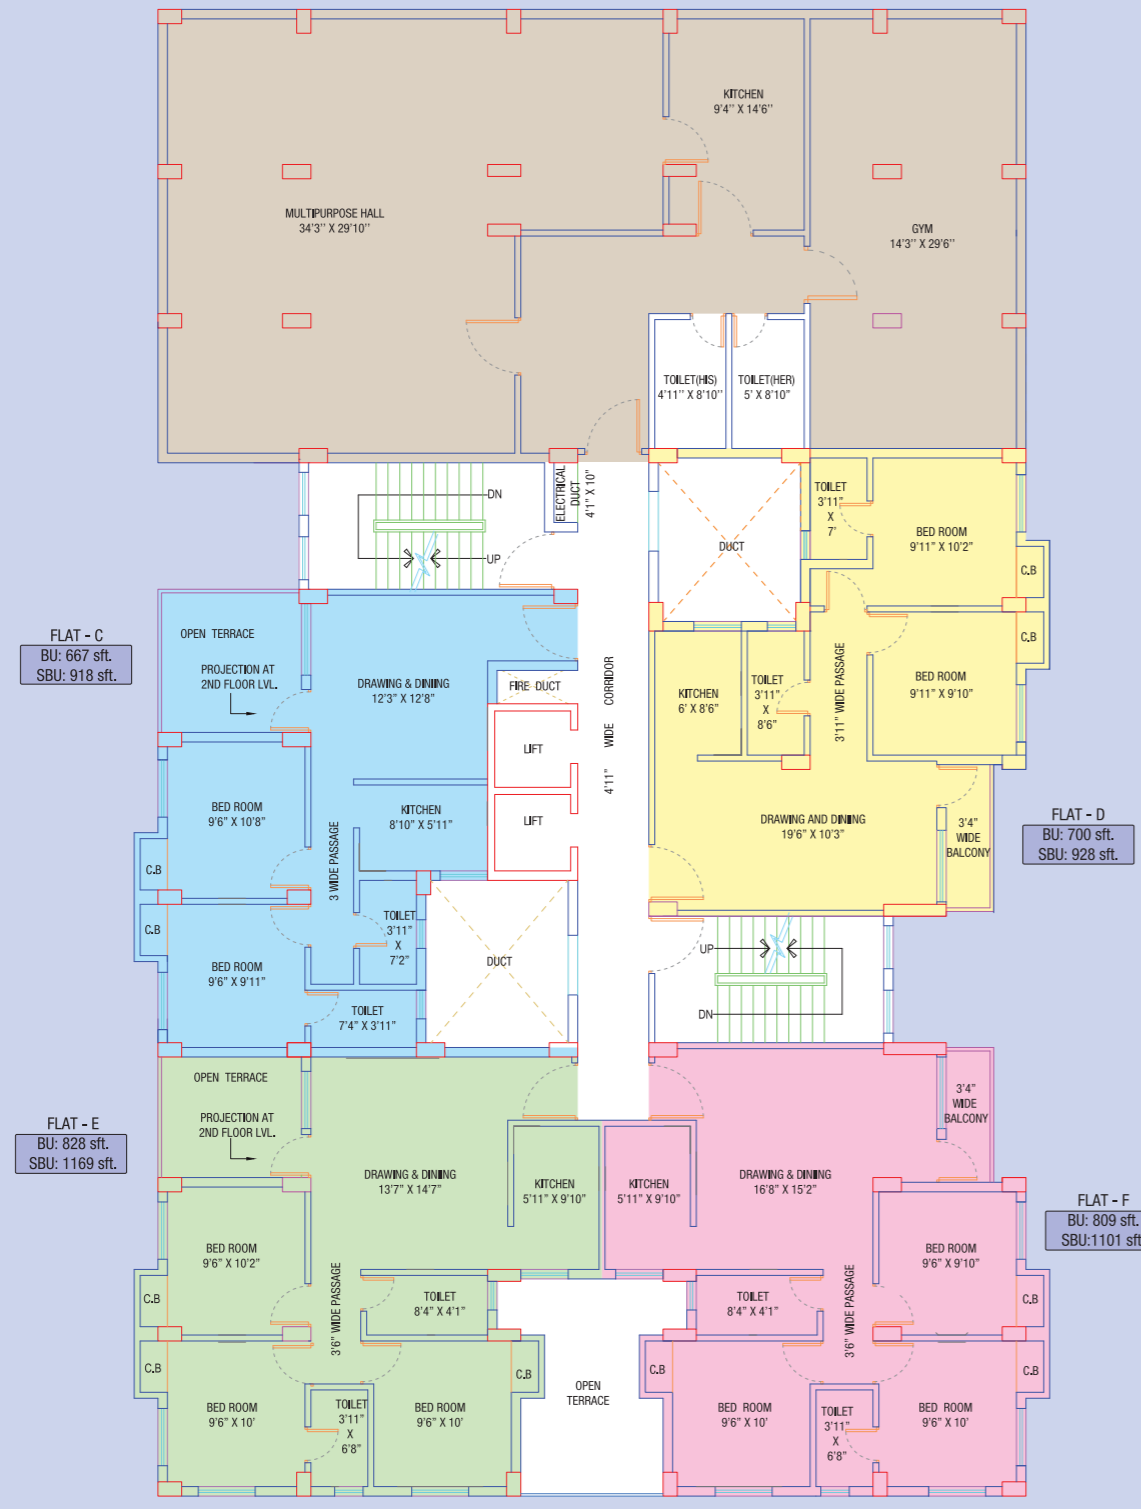 KITCHEN
9'4'' X 14'6''
MULTIPURPOSE HALL
34'3'' X 29'10''
GYM
14'3'' X 29'6''
TOILET(HIS)
4'11'' X 8'10''
TOILET(HER)
5' X 8'10"
ELECTRICAL
DUCT
4'1" X 10"
DN
UP
DUCT
TOILET
3'11"
X
7'
BED ROOM
9'11" X 10'2"
C.B
FLAT - C
BU: 667 sft.
SBU: 918 sft.
OPEN TERRACE
PROJECTION AT
2ND FLOOR LVL.
DRAWING & DINING
12'3" X 12'8"
FIRE DUCT
LIFT
LIFT
4'11" WIDE CORRIDOR
KITCHEN
6' X 8'6"
TOILET
3'11"
X
8'6"
3'11" WIDE PASSAGE
BED ROOM
9'11" X 9'10"
C.B
BED ROOM
9'6" X 10'8"
C.B
KITCHEN
8'10" X 5'11"
3 WIDE PASSAGE
DRAWING AND DINING
19'6" X 10'3"
3'4"
WIDE
BALCONY
FLAT - D
BU: 700 sft.
SBU: 928 sft.
C.B
BED ROOM
9'6" X 9'11"
TOILET
3'11"
X
7'2"
TOILET
7'4" X 3'11"
DUCT
UP
DN
OPEN TERRACE
PROJECTION AT
2ND FLOOR LVL.
FLAT - E
BU: 828 sft.
SBU: 1169 sft.
DRAWING & DINING
13'7" X 14'7"
KITCHEN
5'11" X 9'10"
KITCHEN
5'11" X 9'10"
DRAWING & DINING
16'8" X 15'2"
3'4"
WIDE
BALCONY
FLAT - F
BU: 809 sft.
SBU:1101 sft
BED ROOM
9'6" X 10'2"
C.B
3'6" WIDE PASSAGE
TOILET
8'4" X 4'1"
TOILET
8'4" X 4'1"
3'6" WIDE PASSAGE
BED ROOM
9'6" X 9'10"
C.B
C.B
BED ROOM
9'6" X 10'
TOILET
3'11"
X
6'8"
BED ROOM
9'6" X 10'
C.B
OPEN
TERRACE
C.B
BED ROOM
9'6" X 10'
TOILET
3'11"
X
6'8"
BED ROOM
9'6" X 10'
C.B